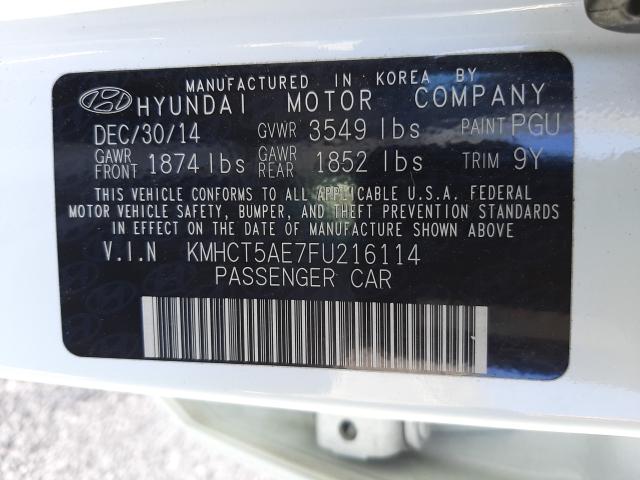 MANUFACTURED IN KOREA BY
HYUNDAI MOTOR COMPANY
DEC/30/14 GVWR 3549 lbs PAINT PGU
GAWR FRONT 1874 lbs GAWR REAR 1852 lbs TRIM 9Y
THIS VEHICLE CONFORMS TO ALL APPLICABLE U.S.A. FEDERAL
MOTOR VEHICLE SAFETY, BUMPER, AND THEFT PREVENTION STANDARDS
IN EFFECT ON THE DATE OF MANUFACTURE SHOWN ABOVE
V.I.N KMHCT5AE7FU216114
PASSENGER CAR